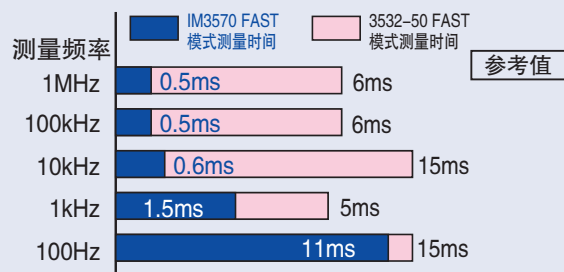 IM3570 FAST
模式测量时间
3532-50 FAST
模式测量时间
测量频率
参考值
1MHz 0.5ms 6ms
100kHz 0.5ms 6ms
10kHz 0.6ms 15ms
1kHz 1.5ms 5ms
100Hz 11ms 15ms